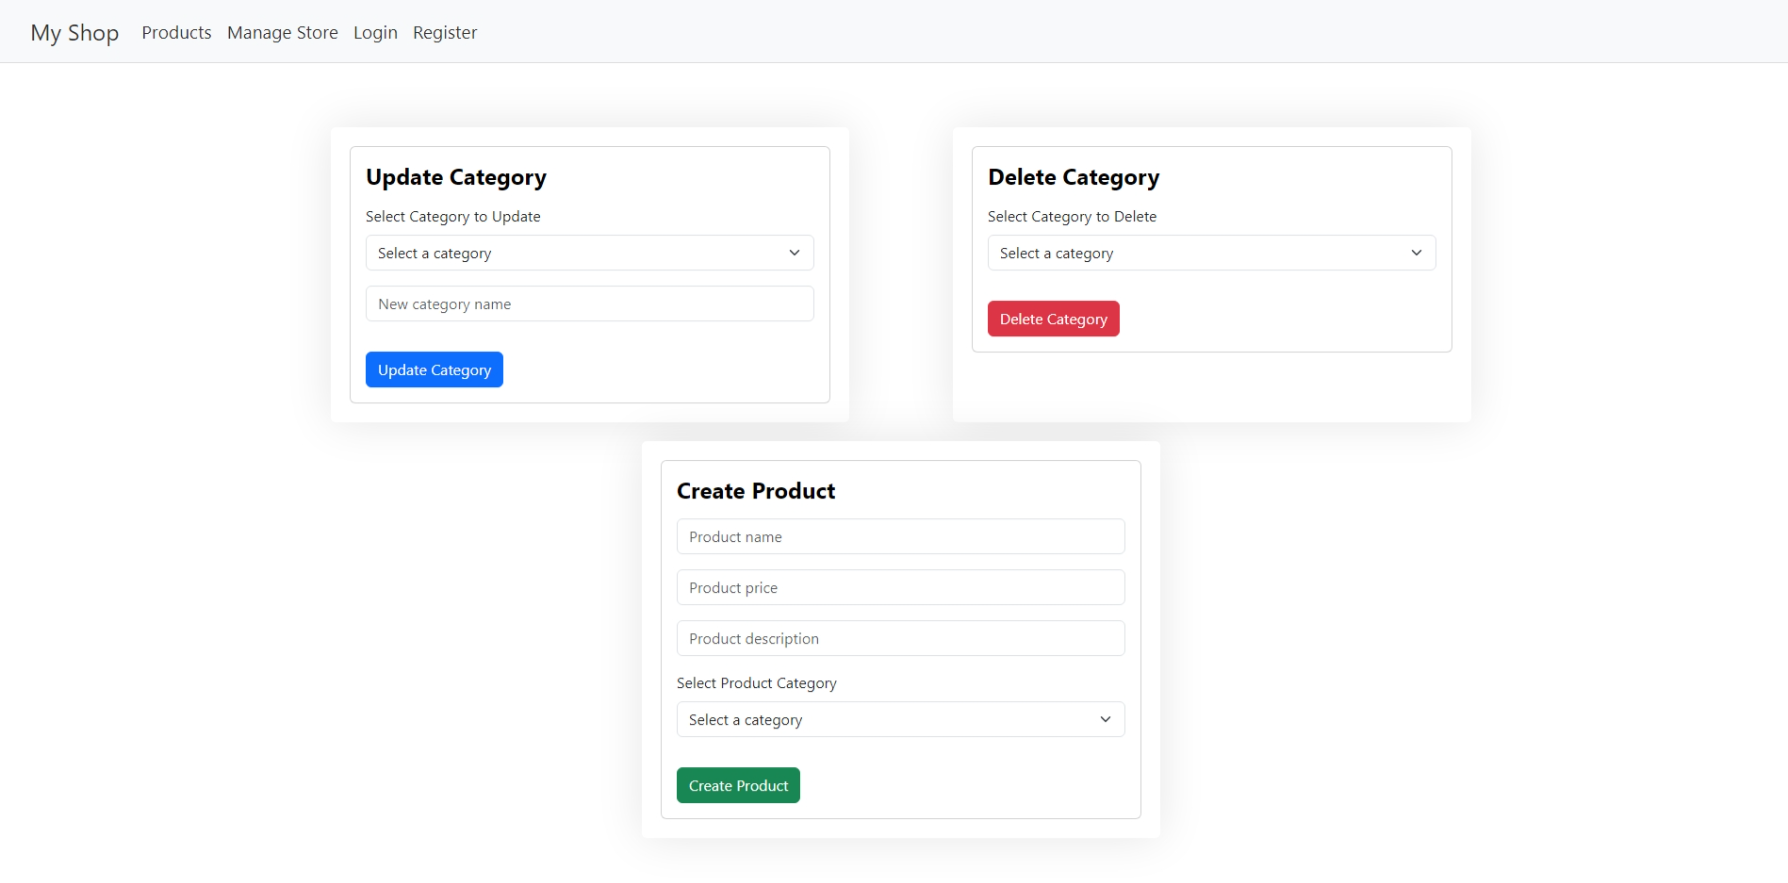 My Shop Products Manage Store Login Register
Update Category
Select Category to Update
Select a category
New category name
Update Category
Delete Category
Select Category to Delete
Select a category
Delete Category
Create Product
Product name
Product price
Product description
Select Product Category
Select a category
Create Product